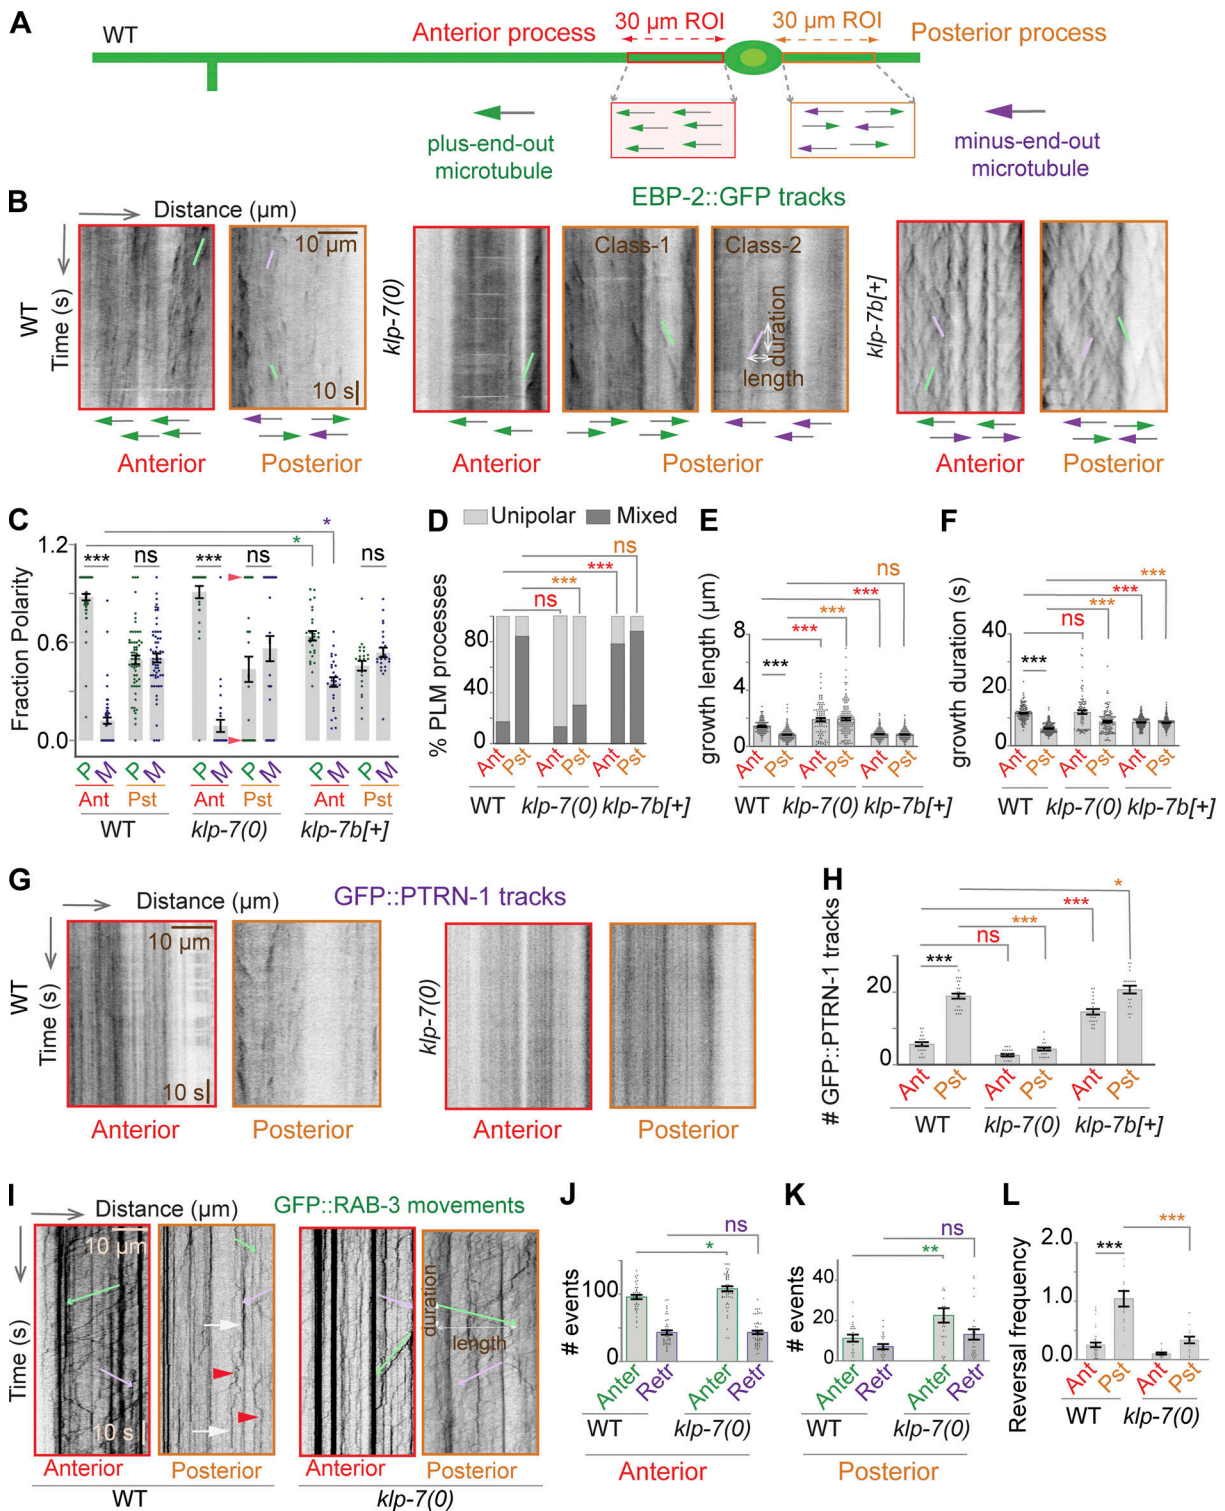 A
WT
Anterior process
30 µm ROI
30 µm ROI
Posterior process
plus-end-out
microtubule
minus-end-out
microtubule
B
Distance (µm)
EBP-2::GFP tracks
WT
Time (s)
10 µm
10 s
klp-7(0)
Class-1
Class-2
duration
length
klp-7b[+]
Anterior
Posterior
Anterior
Posterior
Anterior
Posterior
C
Fraction Polarity
1.2
0.6
0.0
***
ns
***
ns
*
*
ns
P
M
P
M
P
M
P
M
P
M
P
M
Ant
Pst
Ant
Pst
Ant
Pst
WT
klp-7(0)
klp-7b[+]
D
Unipolar
Mixed
% PLM processes
80
40
0
ns
***
***
ns
Ant
Pst
Ant
Pst
Ant
Pst
WT
klp-7(0)
klp-7b[+]
E
growth length (µm)
8
4
0
***
***
***
***
ns
Ant
Pst
Ant
Pst
Ant
Pst
WT
klp-7(0)
klp-7b[+]
F
growth duration (s)
40
20
0
***
ns
***
***
***
Ant
Pst
Ant
Pst
Ant
Pst
WT
klp-7(0)
klp-7b[+]
G
Distance (µm)
GFP::PTRN-1 tracks
WT
Time (s)
10 µm
10 s
klp-7(0)
Anterior
Posterior
Anterior
Posterior
H
# GFP::PTRN-1 tracks
20
0
***
ns
***
***
*
Ant
Pst
Ant
Pst
Ant
Pst
WT
klp-7(0)
klp-7b[+]
I
Distance (µm)
GFP::RAB-3 movements
Time (s)
10 µm
10 s
duration
length
Anterior
Posterior
Anterior
Posterior
WT
klp-7(0)
J
# events
100
0
*
ns
Anter
Retr
Anter
Retr
WT
klp-7(0)
Anterior
K
# events
40
20
0
**
ns
Anter
Retr
Anter
Retr
WT
klp-7(0)
Posterior
L
Reversal frequency
2
1
0
***
***
Ant
Pst
Ant
Pst
WT
klp-7(0)